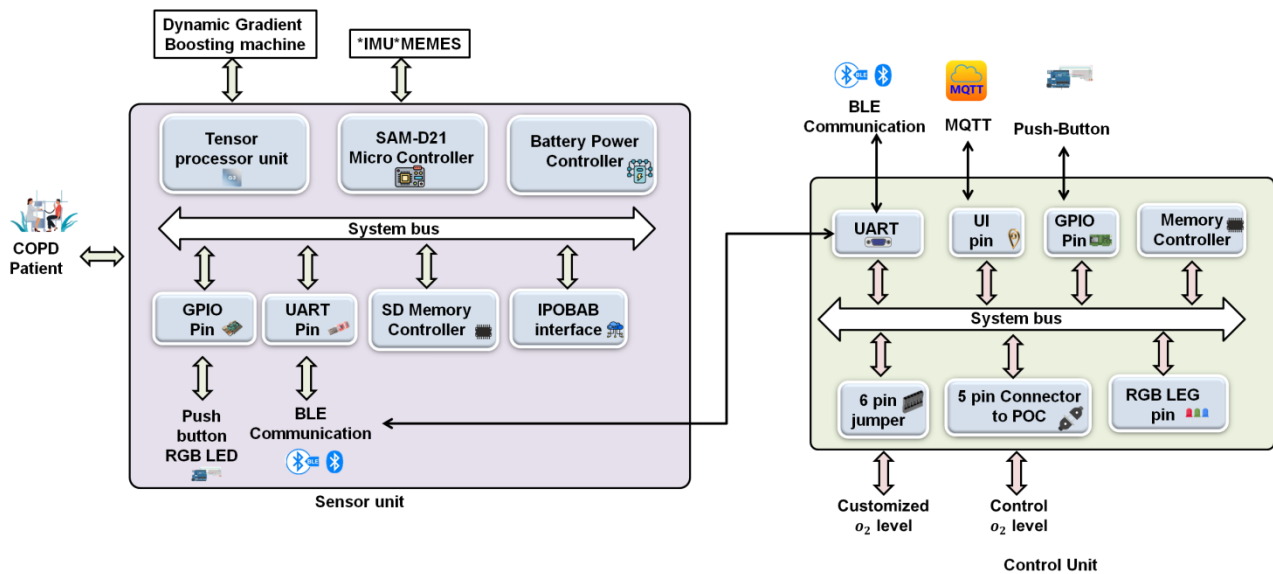 Dynamic Gradient
Boosting machine
*IMU*MEMES
Tensor
processor unit
SAM-D21
Micro Controller
Battery Power
Controller
System bus
COPD
Patient
GPIO
Pin
UART
Pin
SD Memory
Controller
IPOBAB
interface
Push
button
RGB LED
BLE
Communication
BLE
Sensor unit
BLE
BLE
Communication
MQTT
MQTT
Push-Button
UART
UI
pin
GPIO
Pin
Memory
Controller
System bus
6 pin
jumper
5 pin Connector
to POC
RGB LEG
pin
Customized
o₂ level
Control
o₂ level
Control Unit